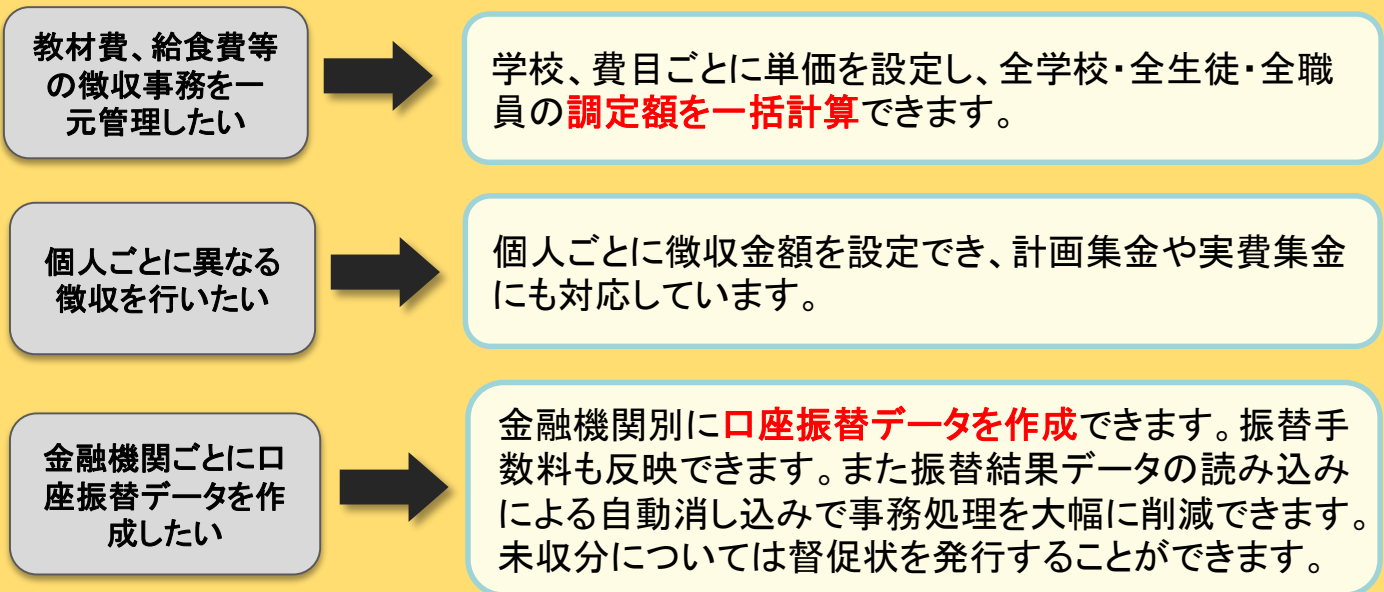 教材費、給食費等
の徴収事務を一
元管理したい
学校、費目ごとに単価を設定し、全学校・全生徒・全職
員の調定額を一括計算できます。
個人ごとに異なる
徴収を行いたい
個人ごとに徴収金額を設定でき、計画集金や実費集金
にも対応しています。
金融機関ごとに口
座振替データを作
成したい
金融機関別に口座振替データを作成できます。振替手
数料も反映できます。また振替結果データの読み込み
による自動消し込みで事務処理を大幅に削減できます。
未収分については督促状を発行することができます。